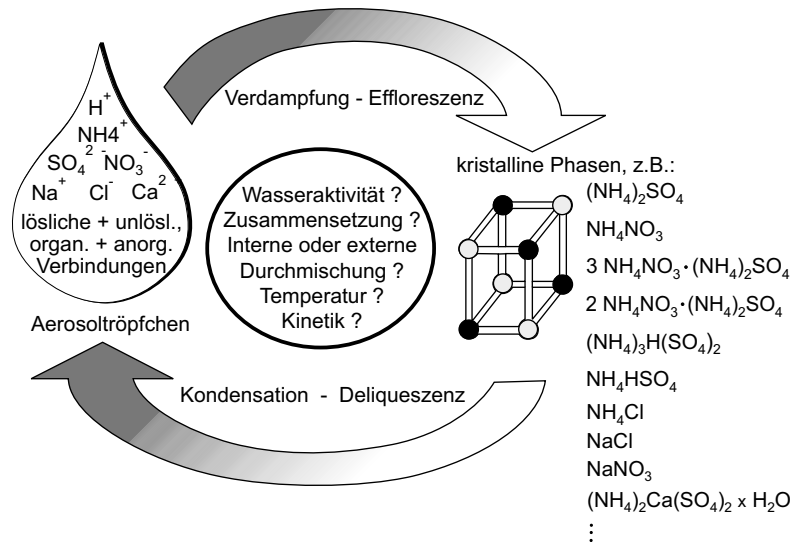 Verdampfung - Effloreszenz
H⁺
NH4⁺
SO₄²⁻ NO₃⁻
Na⁺ Cl⁻ Ca²
lösliche + unlösl.,
organ. + anorg.
Verbindungen
Aerosoltröpfchen
Wasseraktivität ?
Zusammensetzung ?
Interne oder externe
Durchmischung ?
Temperatur ?
Kinetik ?
kristalline Phasen, z.B.:
(NH₄)₂SO₄
NH₄NO₃
3 NH₄NO₃·(NH₄)₂SO₄
2 NH₄NO₃·(NH₄)₂SO₄
(NH₄)₃H(SO₄)₂
NH₄HSO₄
NH₄Cl
NaCl
NaNO₃
(NH₄)₂Ca(SO₄)₂ x H₂O
⋮
Kondensation - Deliqueszenz